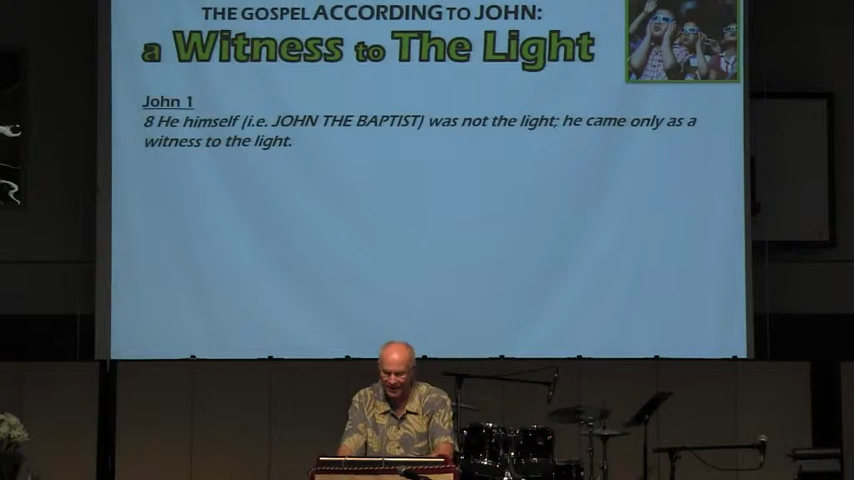 THE GOSPEL ACCORDING TO JOHN:
a Witness to The Light
John 1
8 He himself (i.e. JOHN THE BAPTIST) was not the light; he came only as a
witness to the light.